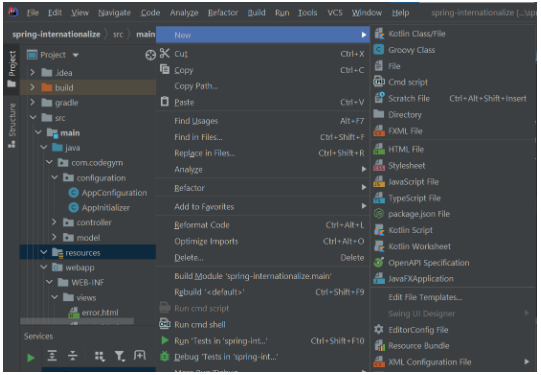 File Edit View Navigate Code Analyze Refactor Build Run Tools VCS Window Help spring-internationalize [...\spr
spring-internationalize src main
Project
Project
Structure
.idea
build
gradle
src
main
java
com.codegym
configuration
AppConfiguration
AppInitializer
controller
model
resources
webapp
WEB-INF
views
error.html
Services
New
Cut Ctrl+X
Copy Ctrl+C
Copy Path...
Paste Ctrl+V
Find Usages Alt+F7
Find in Files... Ctrl+Shift+F
Replace in Files... Ctrl+Shift+R
Analyze
Refactor
Add to Favorites
Reformat Code Ctrl+Alt+L
Optimize Imports Ctrl+Alt+O
Delete... Delete
Build Module 'spring-internationalize.main'
Rebuild '<default>' Ctrl+Shift+F9
Run cmd script
Run cmd shell
Run 'Tests in 'spring-int...' Ctrl+Shift+F10
Debug 'Tests in 'spring-int...'
More Run/Debug
Kotlin Class/File
Groovy Class
File
Cmd script
Scratch File Ctrl+Alt+Shift+Insert
Directory
FXML File
HTML File
Stylesheet
JavaScript File
TypeScript File
package.json File
Kotlin Script
Kotlin Worksheet
OpenAPI Specification
JavaFXApplication
Edit File Templates...
Swing UI Designer
EditorConfig File
Resource Bundle
XML Configuration File